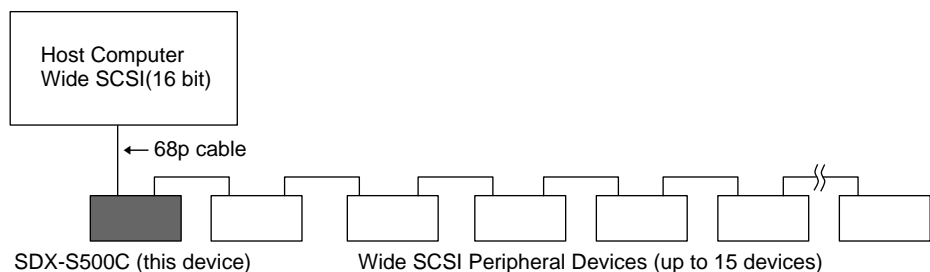 Host Computer
Wide SCSI(16 bit)
68p cable
SDX-S500C (this device)
Wide SCSI Peripheral Devices (up to 15 devices)